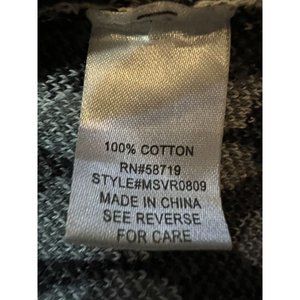 100% COTTON
RN#58719
STYLE#MSVR0809
MADE IN CHINA
SEE REVERSE
FOR CARE